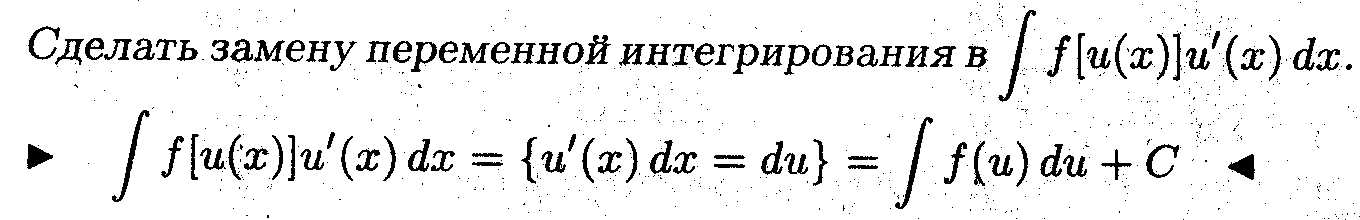 Сделать замену переменной интегрирования в ∫ f[u(x)]u′(x) dx.
► ∫ f[u(x)]u′(x) dx = {u′(x) dx = du} = ∫ f(u) du + C ◄